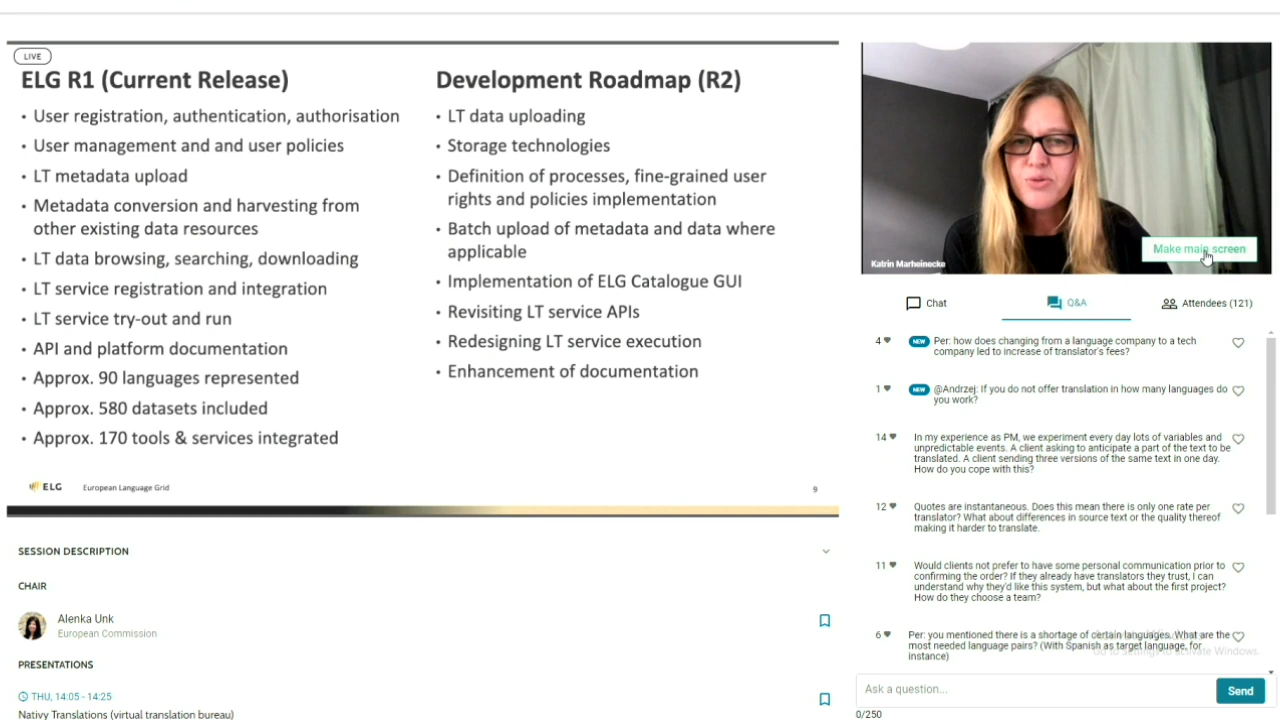 LIVE
ELG R1 (Current Release)
• User registration, authentication, authorisation
• User management and and user policies
• LT metadata upload
• Metadata conversion and harvesting from
other existing data resources
• LT data browsing, searching, downloading
• LT service registration and integration
• LT service try-out and run
• API and platform documentation
• Approx. 90 languages represented
• Approx. 580 datasets included
• Approx. 170 tools & services integrated
Development Roadmap (R2)
• LT data uploading
• Storage technologies
• Definition of processes, fine-grained user
rights and policies implementation
• Batch upload of metadata and data where
applicable
• Implementation of ELG Catalogue GUI
• Revisiting LT service APIs
• Redesigning LT service execution
• Enhancement of documentation
ELG
European Language Grid
9
Make main screen
Katrin Marheinecke
Chat
Q&A
Attendees (121)
4
NEW Per: how does changing from a language company to a tech
company led to increase of translator's fees?
1
NEW @Andrzej: If you do not offer translation in how many languages do
you work?
14
In my experience as PM, we experiment every day lots of variables and
unpredictable events. A client asking to anticipate a part of the text to be
translated. A client sending three versions of the same text in one day.
How do you cope with this?
12
Quotes are instantaneous. Does this mean there is only one rate per
translator? What about differences in source text or the quality thereof
making it harder to translate.
11
Would clients not prefer to have some personal communication prior to
confirming the order? If they already have translators they trust, I can
understand why they'd like this system, but what about the first project?
How do they choose a team?
6
Per: you mentioned there is a shortage of certain languages. What are the
most needed language pairs? (With Spanish as target language, for
instance)
Go to Settings to activate Windows.
Ask a question...
Send
0/250
SESSION DESCRIPTION
CHAIR
Alenka Unk
European Commission
PRESENTATIONS
THU, 14:05 - 14:25
Nativy Translations (virtual translation bureau)